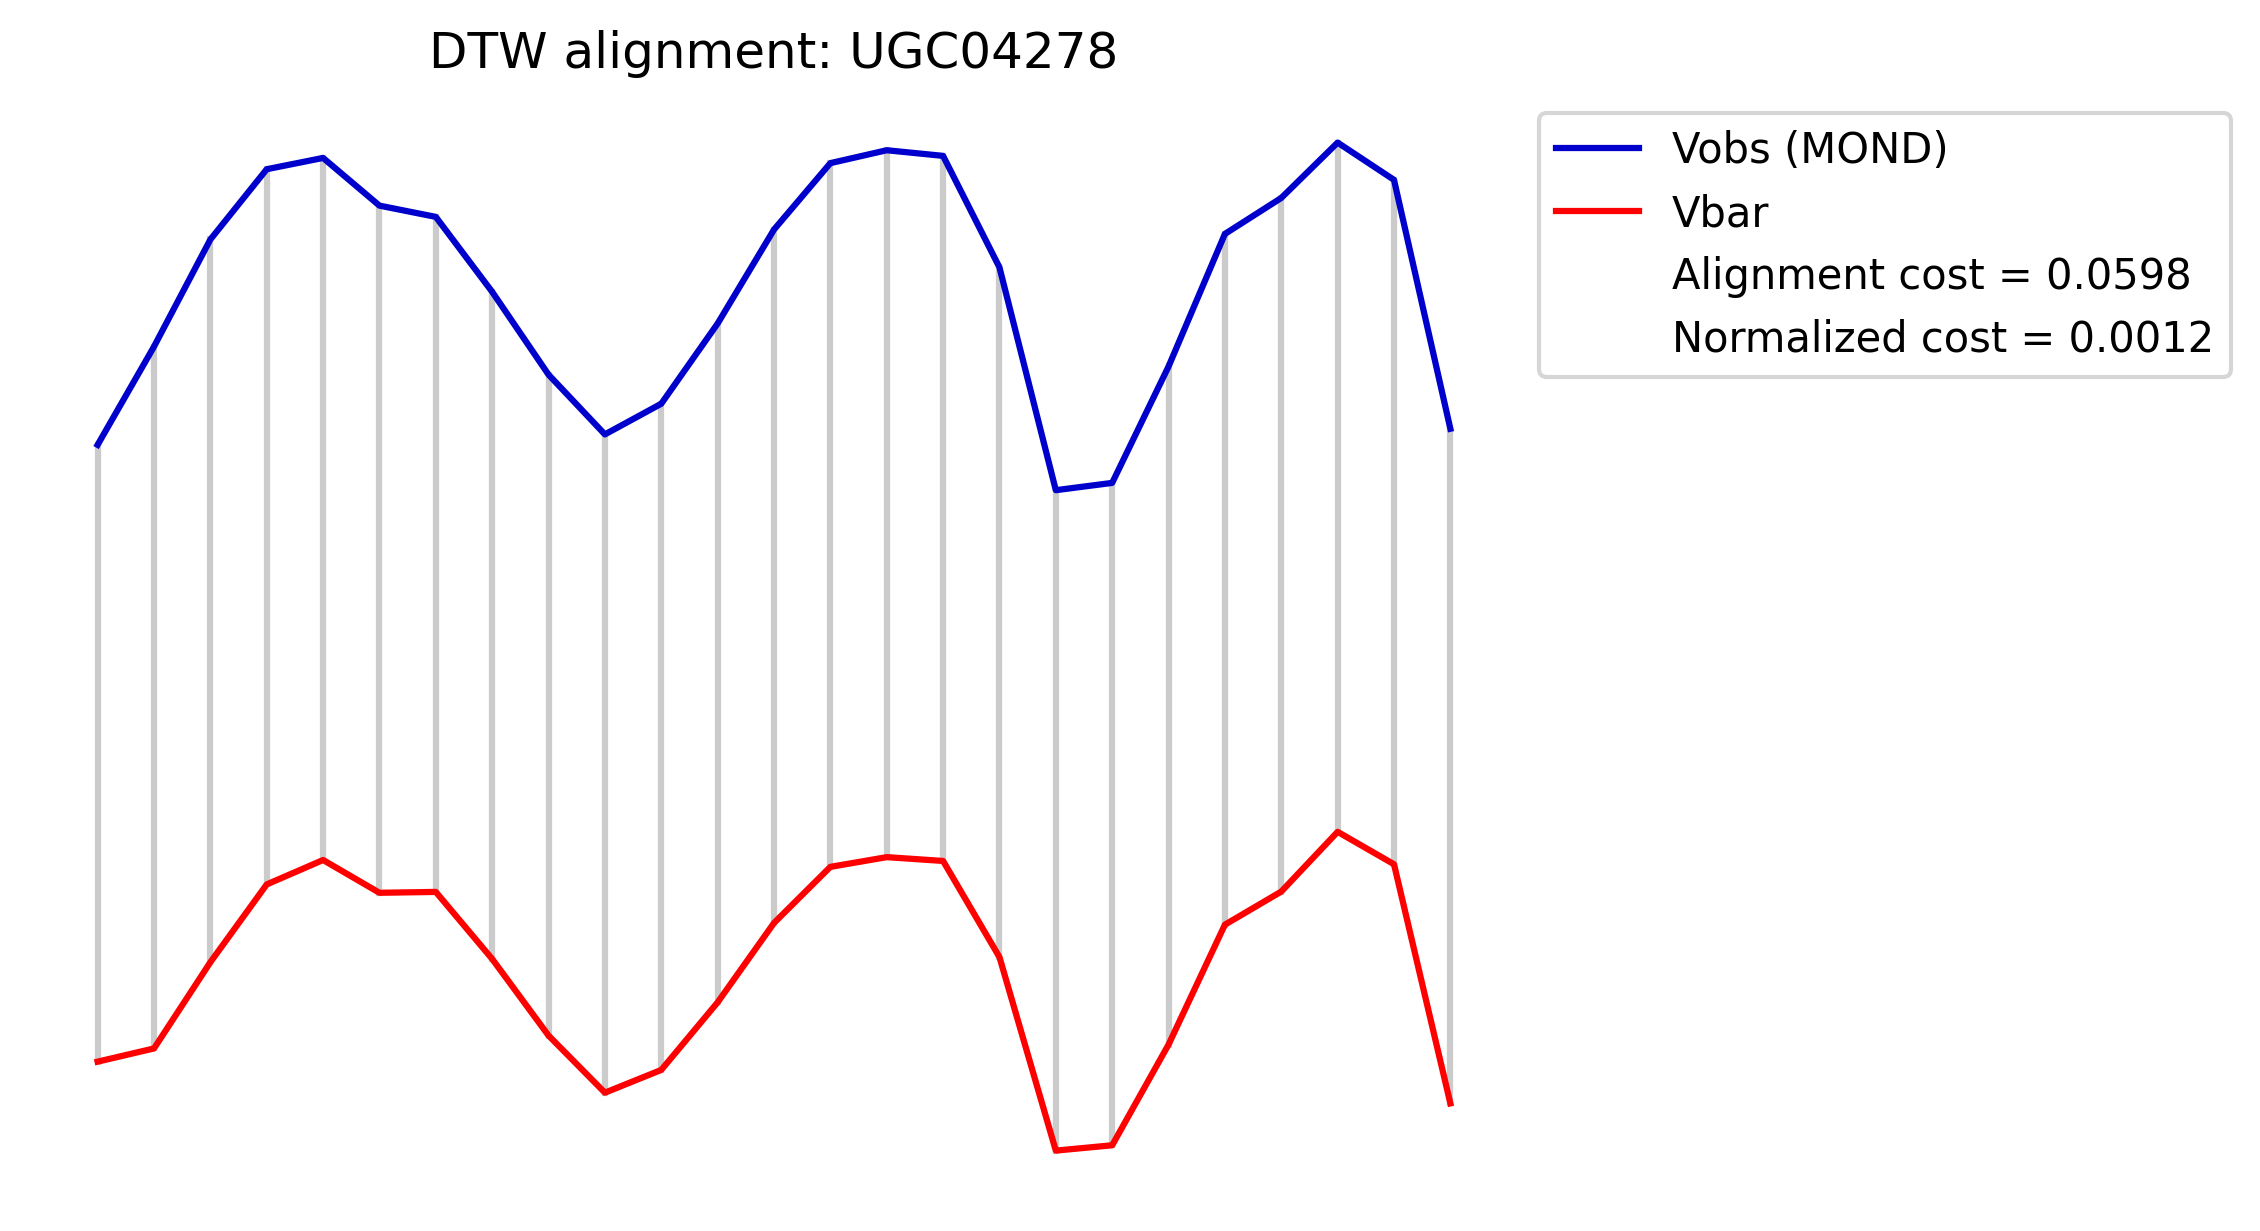 DTW alignment: UGC04278
Vobs (MOND)
Vbar
Alignment cost = 0.0598
Normalized cost = 0.0012